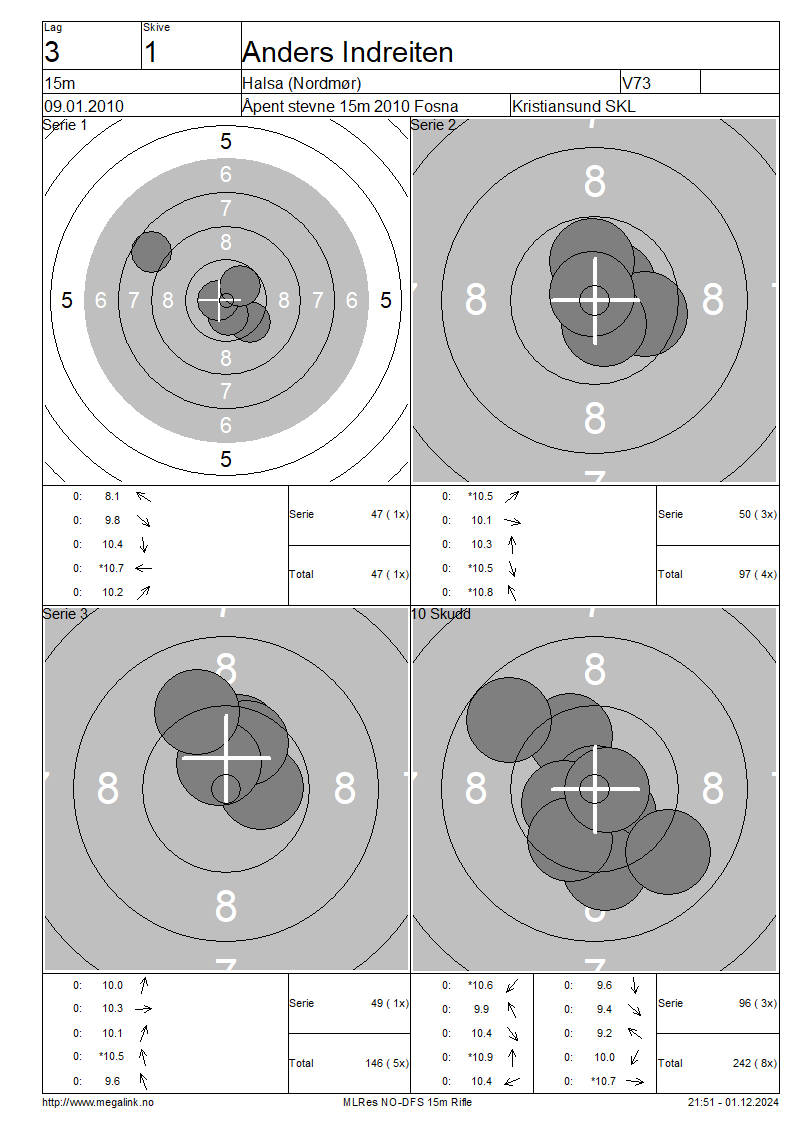 Lag Skive
3 1 Anders Indreiten
15m Halsa (Nordmør) V73
09.01.2010 Åpent stevne 15m 2010 Fosna Kristiansund SKL
Serie 1
5
6
7
8
5 6 7 8 8 7 6 5
8
7
6
5
Serie 2
7
8
8 8
8
7
0: 8.1
0: 9.8
0: 10.4
0: *10.7
0: 10.2
Serie 47 ( 1x)
Total 47 ( 1x)
0: *10.5
0: 10.1
0: 10.3
0: *10.5
0: *10.8
Serie 50 ( 3x)
Total 97 ( 4x)
Serie 3
7
8
8 8
8
7
10 Skudd
7
8
8 8
8
7
0: 10.0
0: 10.3
0: 10.1
0: *10.5
0: 9.6
Serie 49 ( 1x)
Total 146 ( 5x)
0: *10.6 0: 9.6
0: 9.9 0: 9.4
0: 10.4 0: 9.2
0: *10.9 0: 10.0
0: 10.4 0: *10.7
Serie 96 ( 3x)
Total 242 ( 8x)
http://www.megalink.no MLRes NO-DFS 15m Rifle 21:51 - 01.12.2024